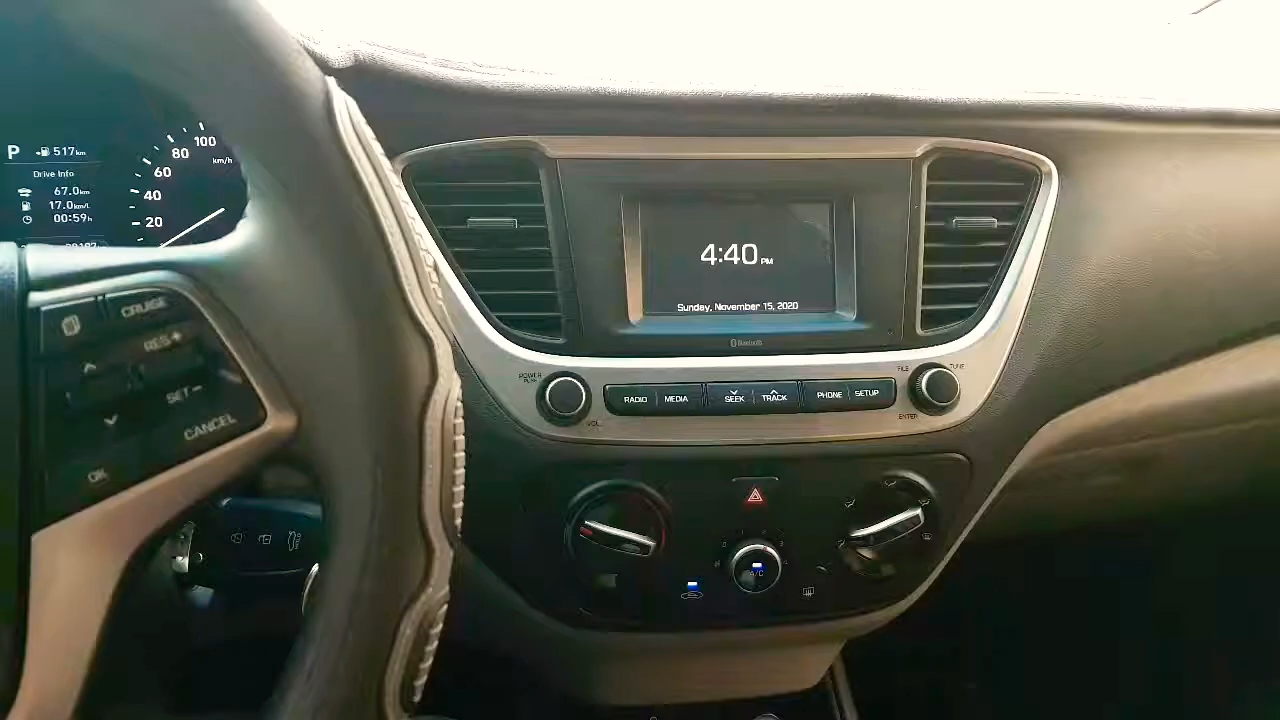 P 517km
Drive Info
67.0km
17.0km/L
00:59h
100
80
km/h
60
40
20
CRUISE
RES+
SET-
CANCEL
OK
4:40 PM
Sunday, November 15, 2020
Bluetooth
POWER
PUSH
VOL
RADIO MEDIA
SEEK TRACK
PHONE SETUP
FILE TUNE
ENTER
A/C